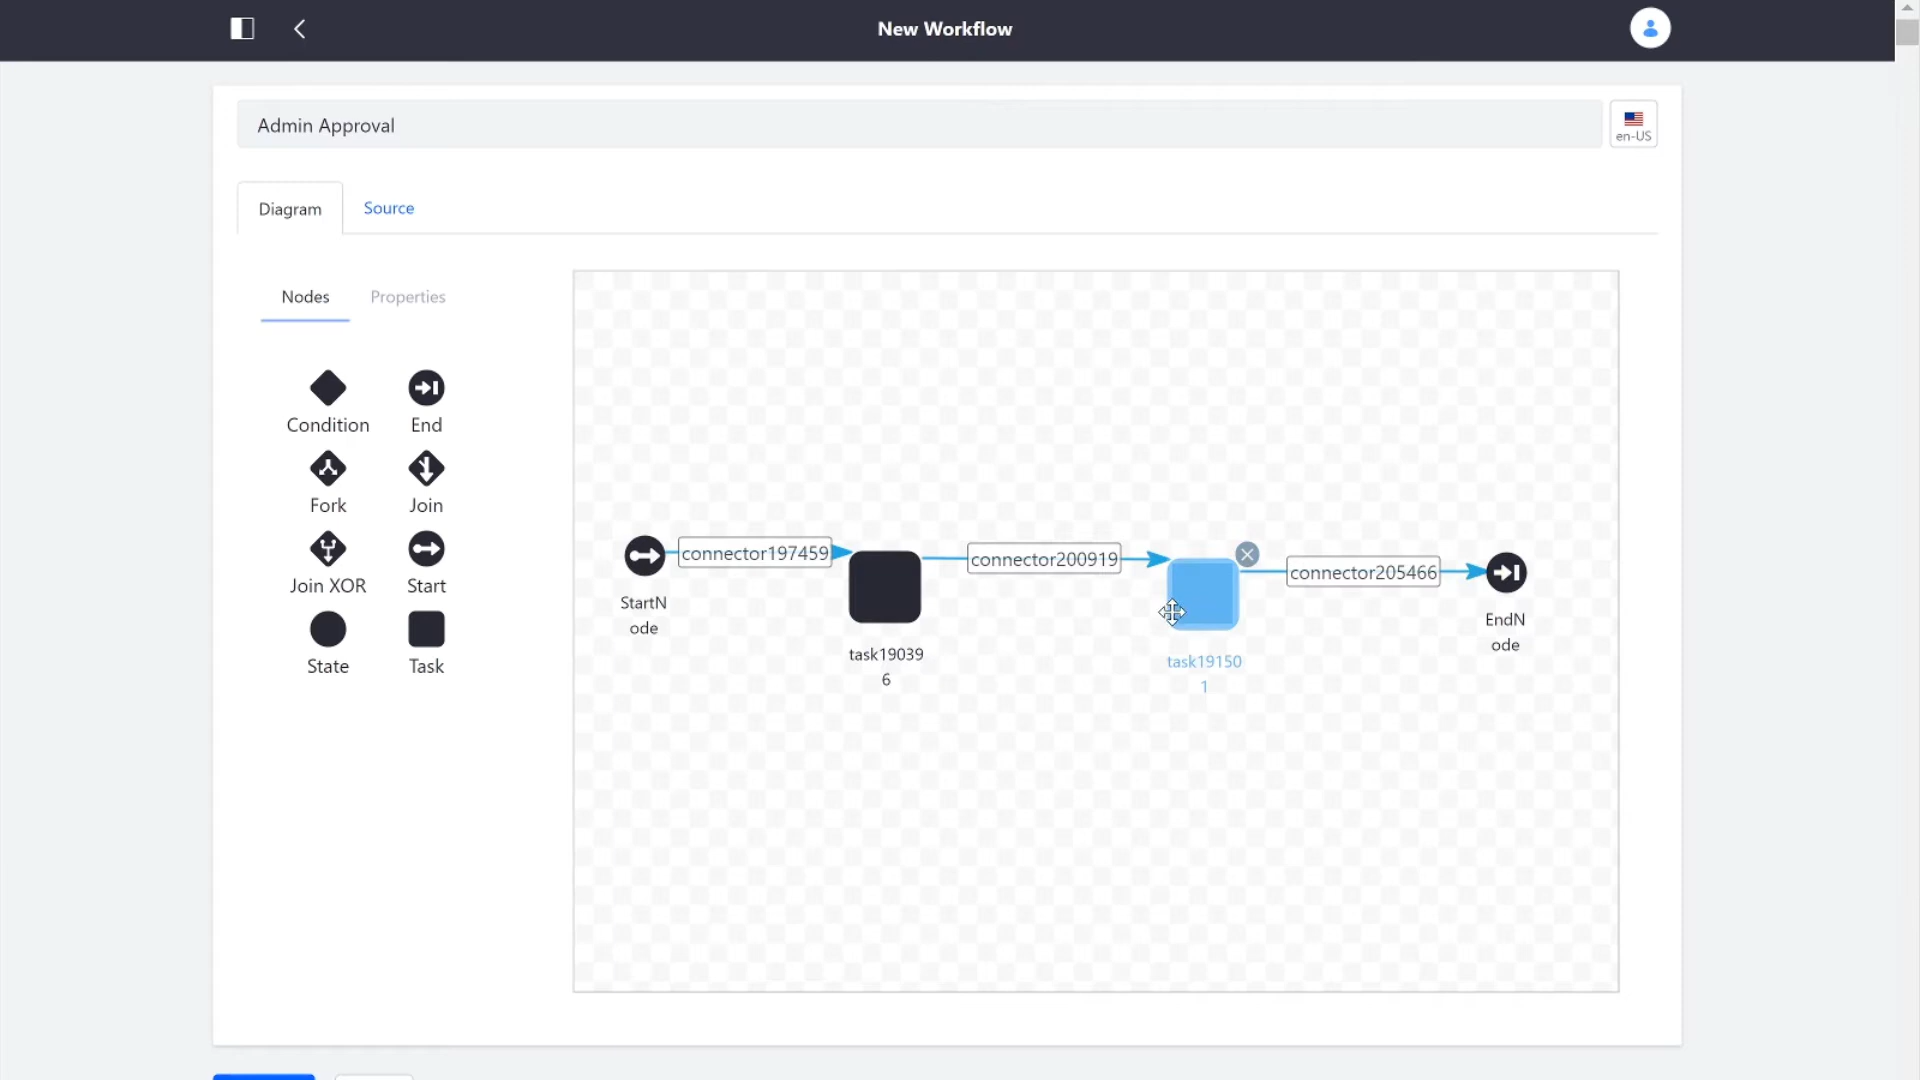 New Workflow
Admin Approval
en-US
Diagram
Source
Nodes
Properties
Condition
End
Fork
Join
Join XOR
Start
State
Task
connector197459
connector200919
connector205466
StartN
ode
task19039
6
task19150
1
EndN
ode